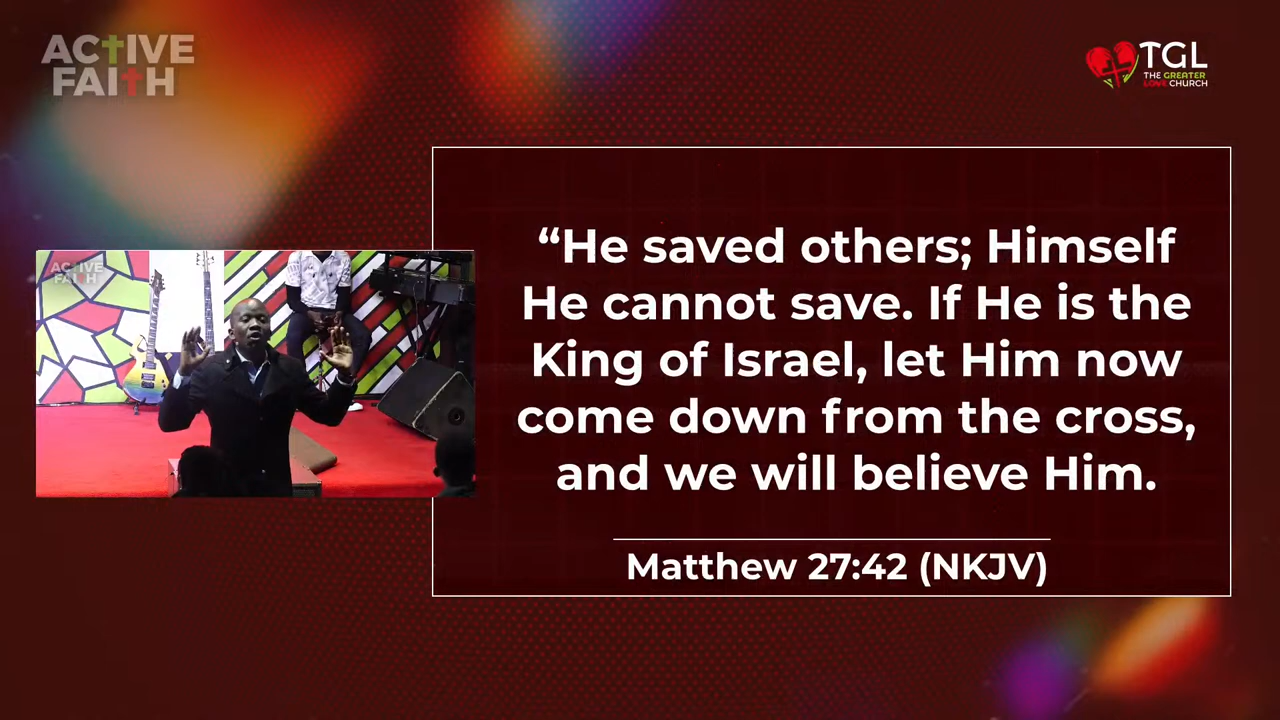 ACTIVE
FAITH
TGL
THE GREATER
LOVE CHURCH
“He saved others; Himself
He cannot save. If He is the
King of Israel, let Him now
come down from the cross,
and we will believe Him.
Matthew 27:42 (NKJV)
ACTIVE
FAITH